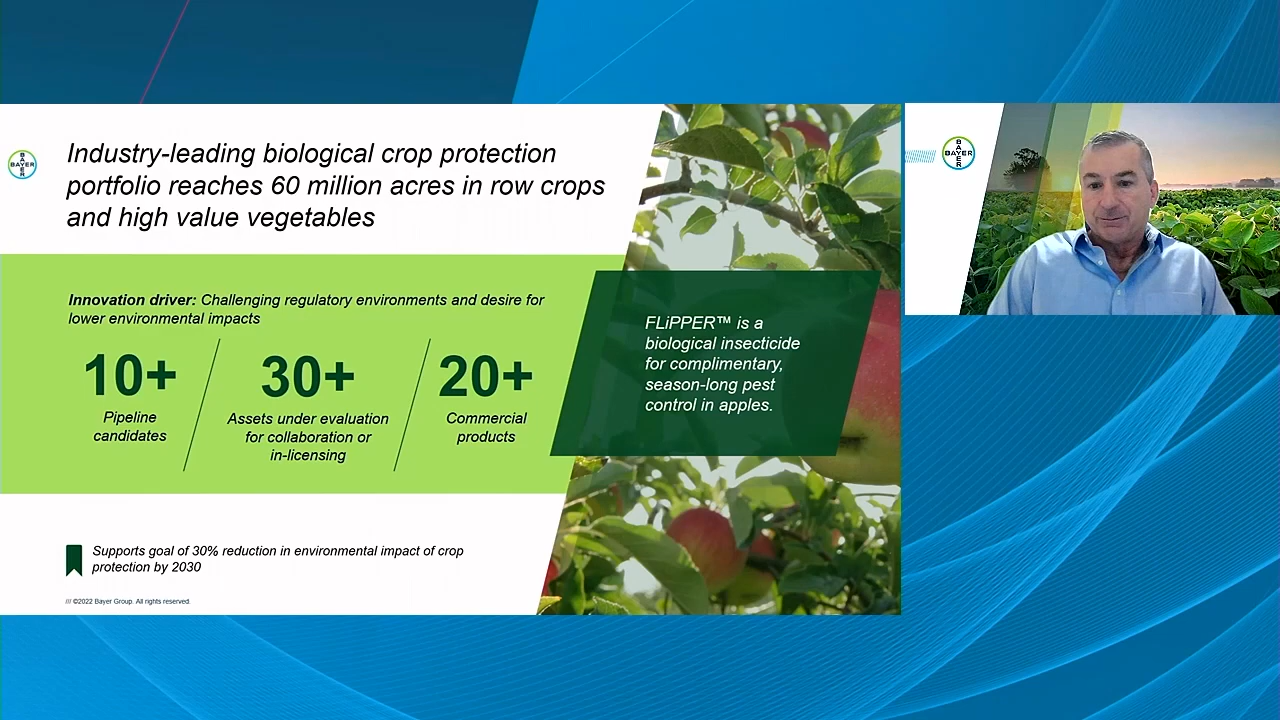 Industry-leading biological crop protection
portfolio reaches 60 million acres in row crops
and high value vegetables
BAYER
BAYER
Innovation driver: Challenging regulatory environments and desire for
lower environmental impacts
10+
Pipeline
candidates
30+
Assets under evaluation
for collaboration or
in-licensing
20+
Commercial
products
FLiPPER™ is a
biological insecticide
for complimentary,
season-long pest
control in apples.
Supports goal of 30% reduction in environmental impact of crop
protection by 2030
/// ©2022 Bayer Group. All rights reserved.
BAYER
BAYER